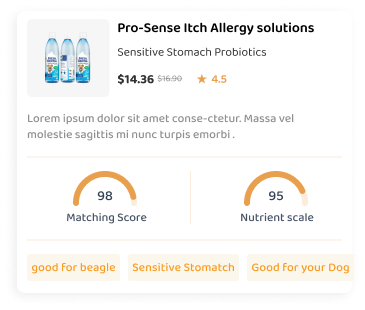 Pro-Sense Itch Allergy solutions
Sensitive Stomach Probiotics
$14.36 $16.90 ★ 4.5
Lorem ipsum dolor sit amet conse-ctetur. Massa vel
molestie sagittis mi nunc turpis emorbi .
98 95
Matching Score Nutrient scale
good for beagle Sensitive Stomatch Good for your Dog